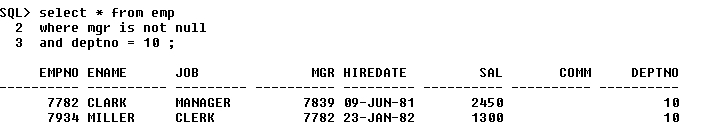 SQL> select * from emp
2 where mgr is not null
3 and deptno = 10 ;
EMPNO ENAME JOB MGR HIREDATE SAL COMM DEPTNO
---------- ---------- --------- ---------- --------- ---------- ---------- ----------
7782 CLARK MANAGER 7839 09-JUN-81 2450 10
7934 MILLER CLERK 7782 23-JAN-82 1300 10